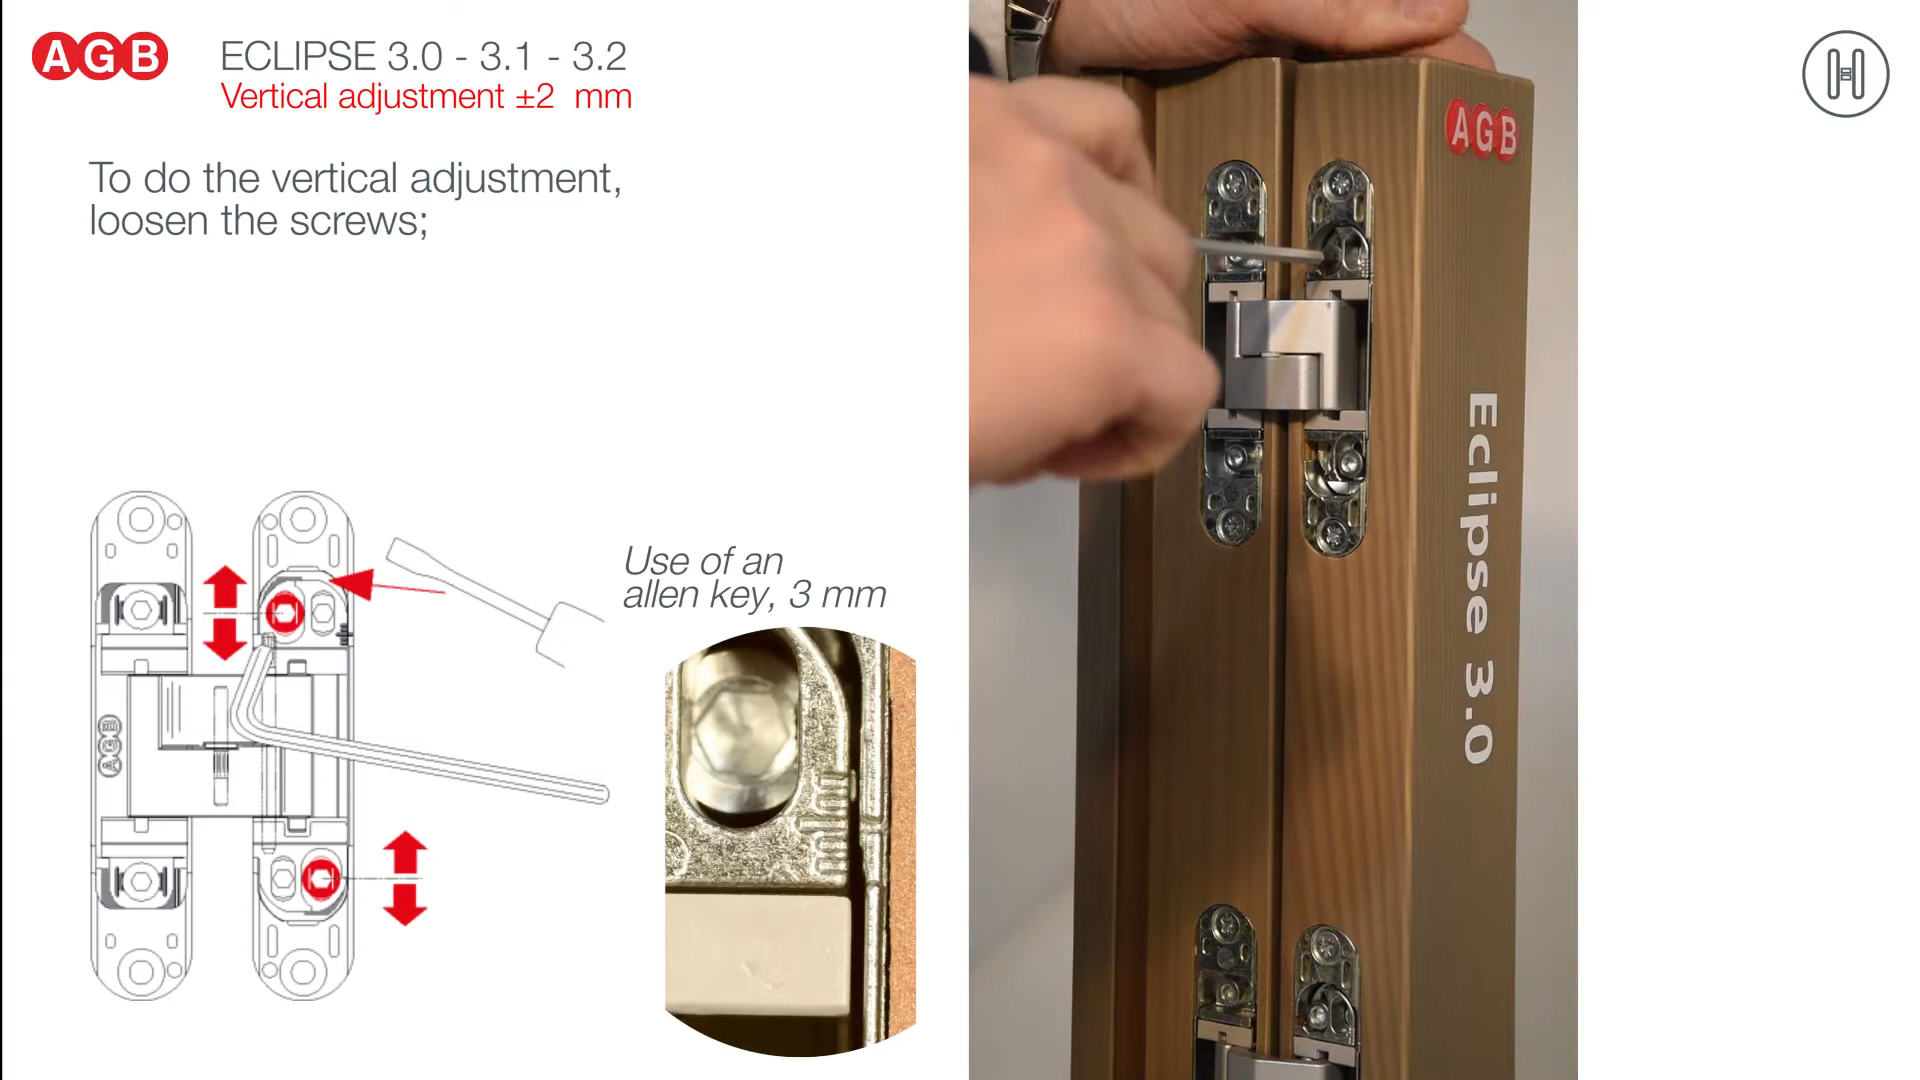 AGB
ECLIPSE 3.0 - 3.1 - 3.2
Vertical adjustment ±2 mm
To do the vertical adjustment,
loosen the screws;
Use of an
allen key, 3 mm
AGB
AGB
Eclipse 3.0